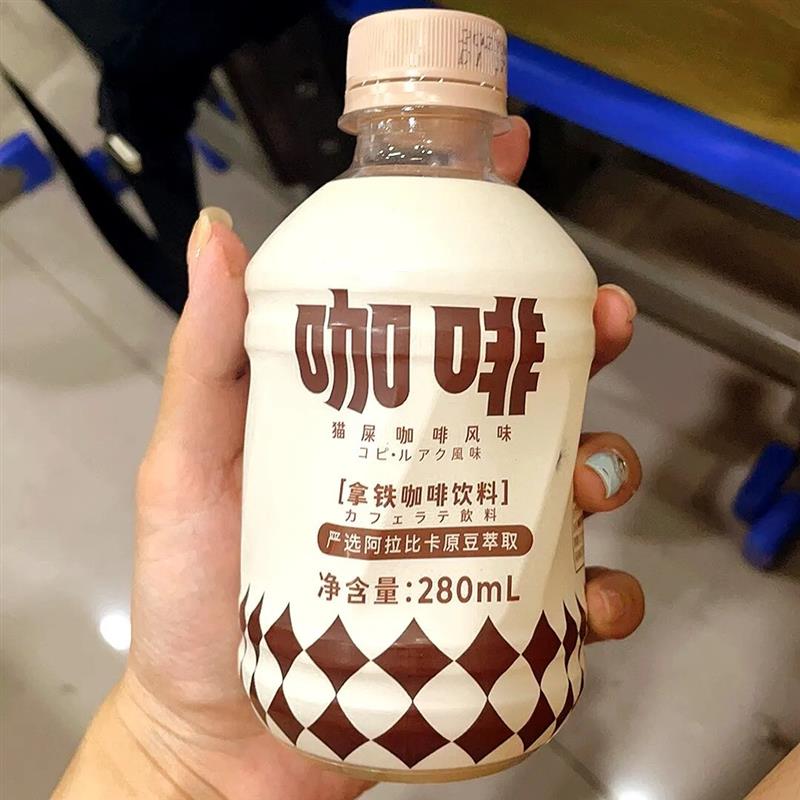 咖啡
猫屎咖啡风味
コピ・ルアク風味
[拿铁咖啡饮料]
カフェラテ飲料
严选阿拉比卡原豆萃取
净含量:280mL